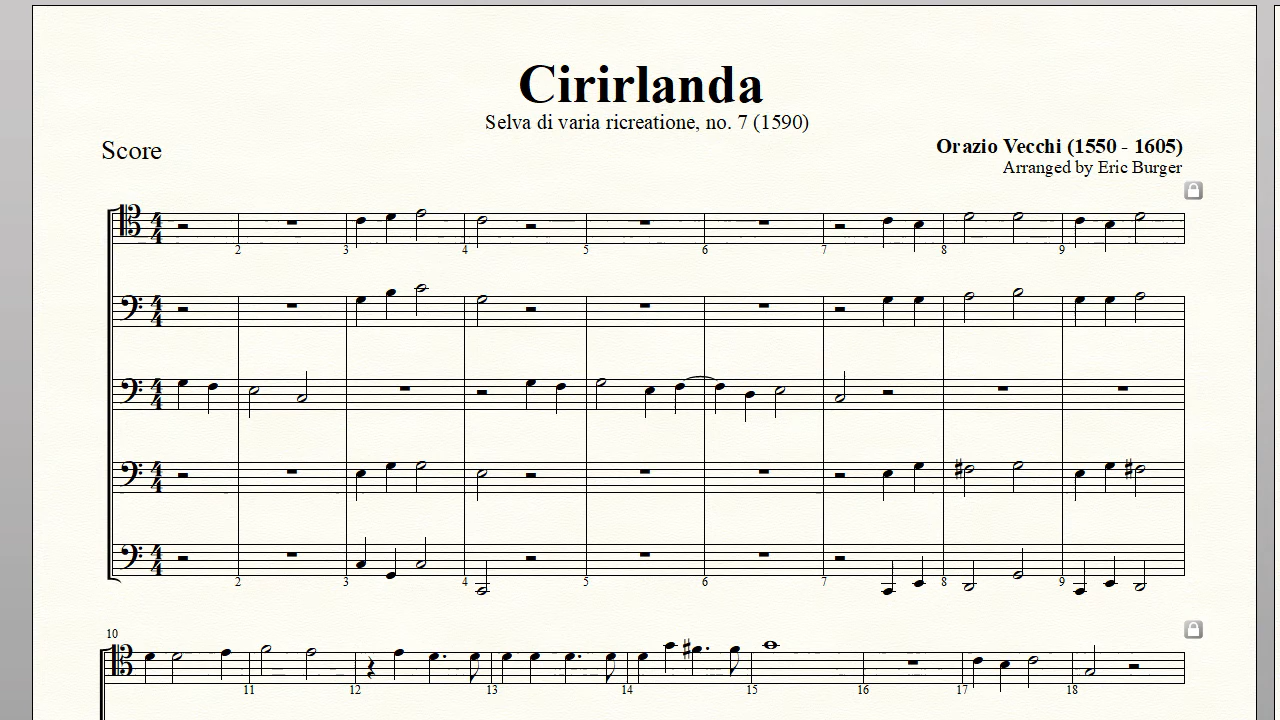 Cirirlanda
Selva di varia ricreatione, no. 7 (1590)
Score
Orazio Vecchi (1550 - 1605)
Arranged by Eric Burger
2 3 4 5 6 7 8 9
2 3 4 5 6 7 8 9
10
11 12 13 14 15 16 17 18